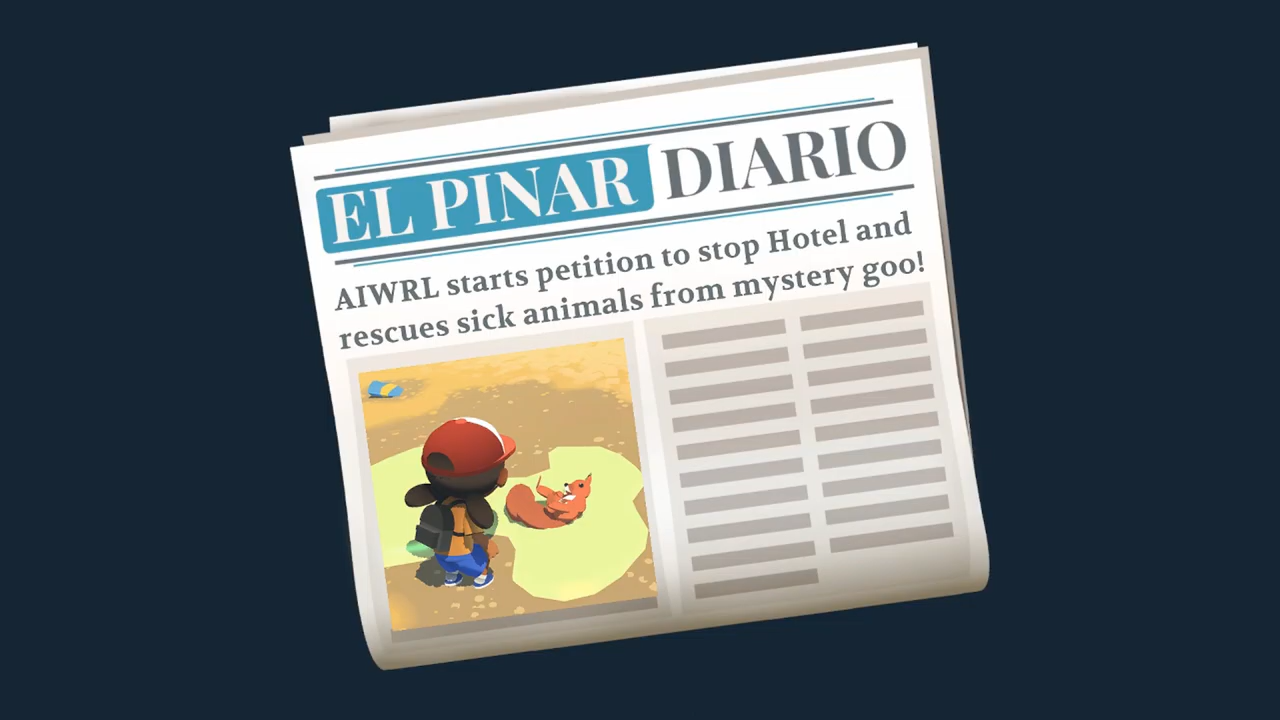 EL PINAR DIARIO
AIWRL starts petition to stop Hotel and
rescues sick animals from mystery goo!